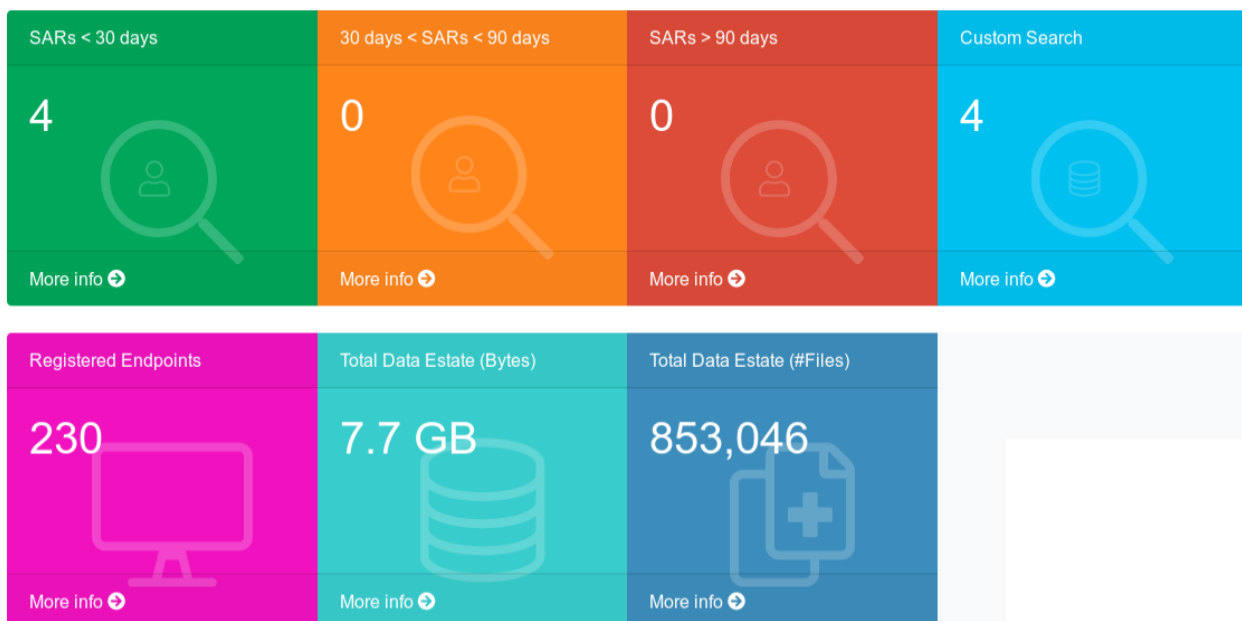 SARs < 30 days
30 days < SARs < 90 days
SARs > 90 days
Custom Search
4
0
0
4
More info
More info
More info
More info
Registered Endpoints
Total Data Estate (Bytes)
Total Data Estate (#Files)
230
7.7 GB
853,046
More info
More info
More info